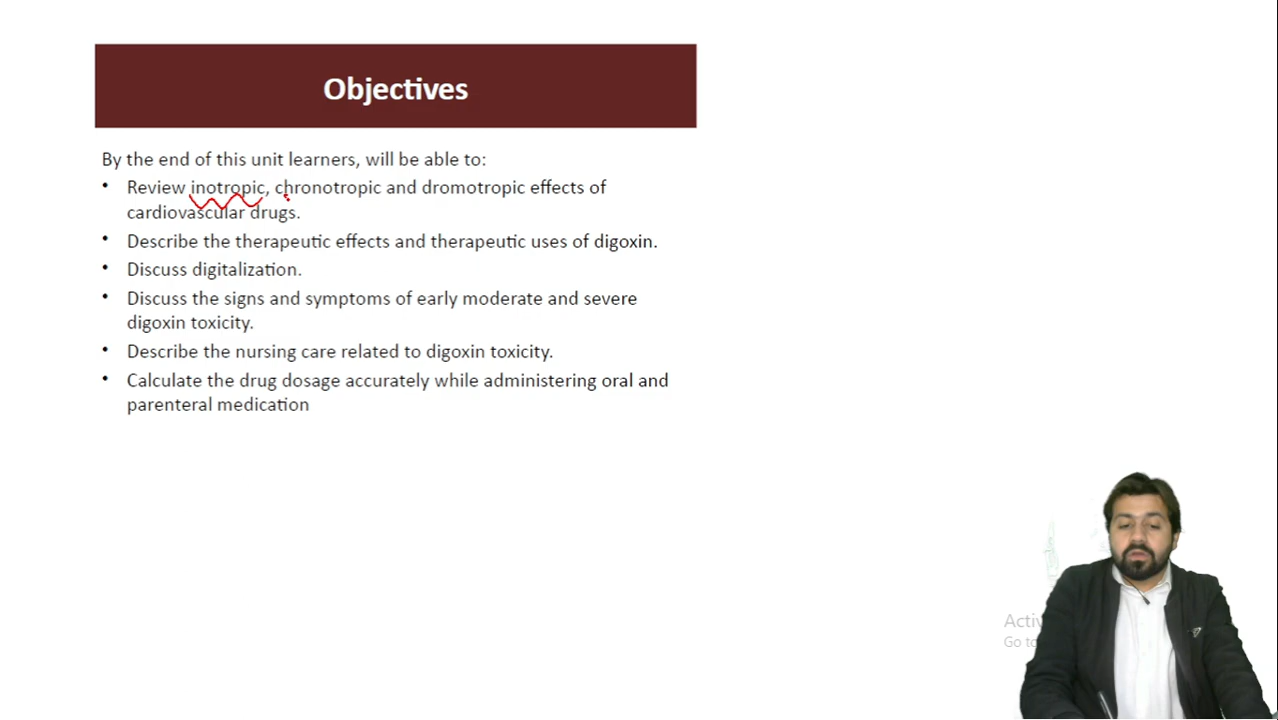 Objectives
By the end of this unit learners, will be able to:
• Review inotropic, chronotropic and dromotropic effects of
cardiovascular drugs.
• Describe the therapeutic effects and therapeutic uses of digoxin.
• Discuss digitalization.
• Discuss the signs and symptoms of early moderate and severe
digoxin toxicity.
• Describe the nursing care related to digoxin toxicity.
• Calculate the drug dosage accurately while administering oral and
parenteral medication
Go to